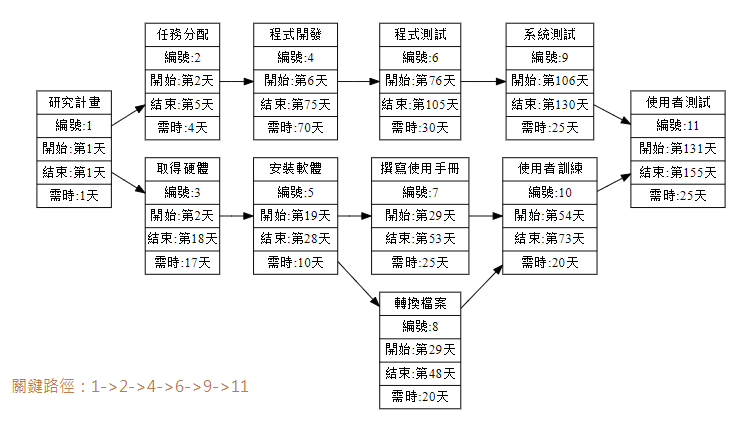 任務分配
編號:2
開始:第2天
結束:第5天
需時:4天
程式開發
編號:4
開始:第6天
結束:第75天
需時:70天
程式測試
編號:6
開始:第76天
結束:第105天
需時:30天
系統測試
編號:9
開始:第106天
結束:第130天
需時:25天
研究計畫
編號:1
開始:第1天
結束:第1天
需時:1天
使用者測試
編號:11
開始:第131天
結束:第155天
需時:25天
取得硬體
編號:3
開始:第2天
結束:第18天
需時:17天
安裝軟體
編號:5
開始:第19天
結束:第28天
需時:10天
撰寫使用手冊
編號:7
開始:第29天
結束:第53天
需時:25天
使用者訓練
編號:10
開始:第54天
結束:第73天
需時:20天
轉換檔案
編號:8
開始:第29天
結束:第48天
需時:20天
關鍵路徑：1->2->4->6->9->11